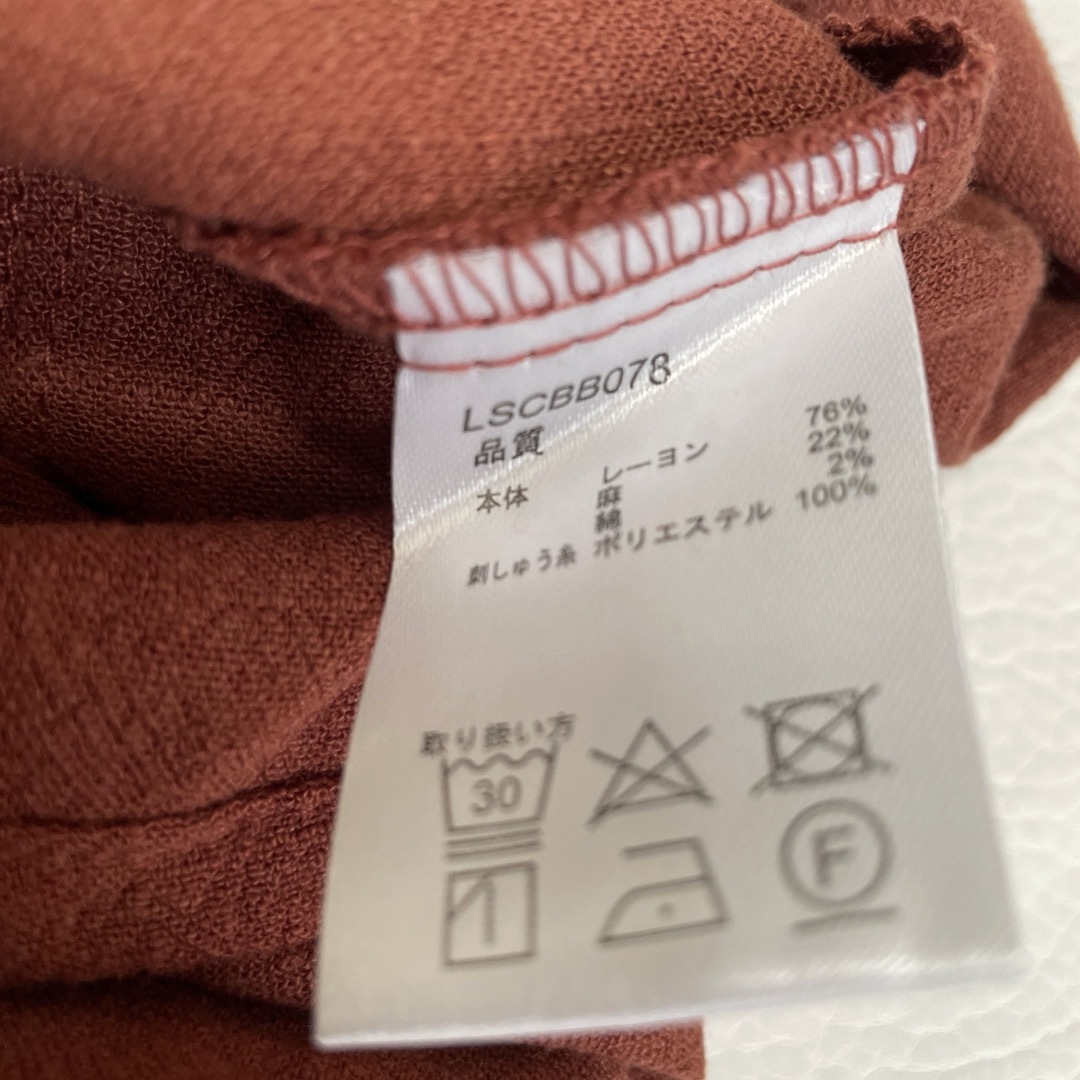 LSCBB078
品質
本体 レーヨン 76%
麻 22%
綿 2%
刺しゅう糸 ポリエステル 100%
取り扱い方
30
F